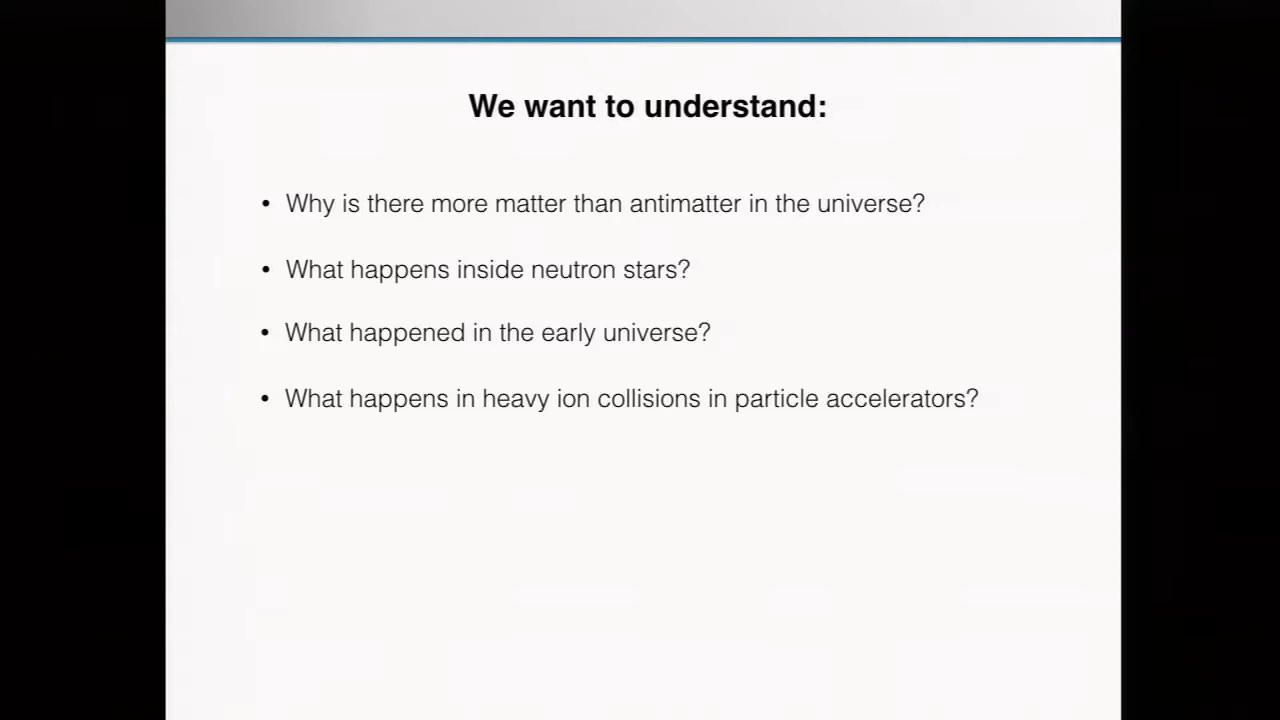 We want to understand:
• Why is there more matter than antimatter in the universe?
• What happens inside neutron stars?
• What happened in the early universe?
• What happens in heavy ion collisions in particle accelerators?